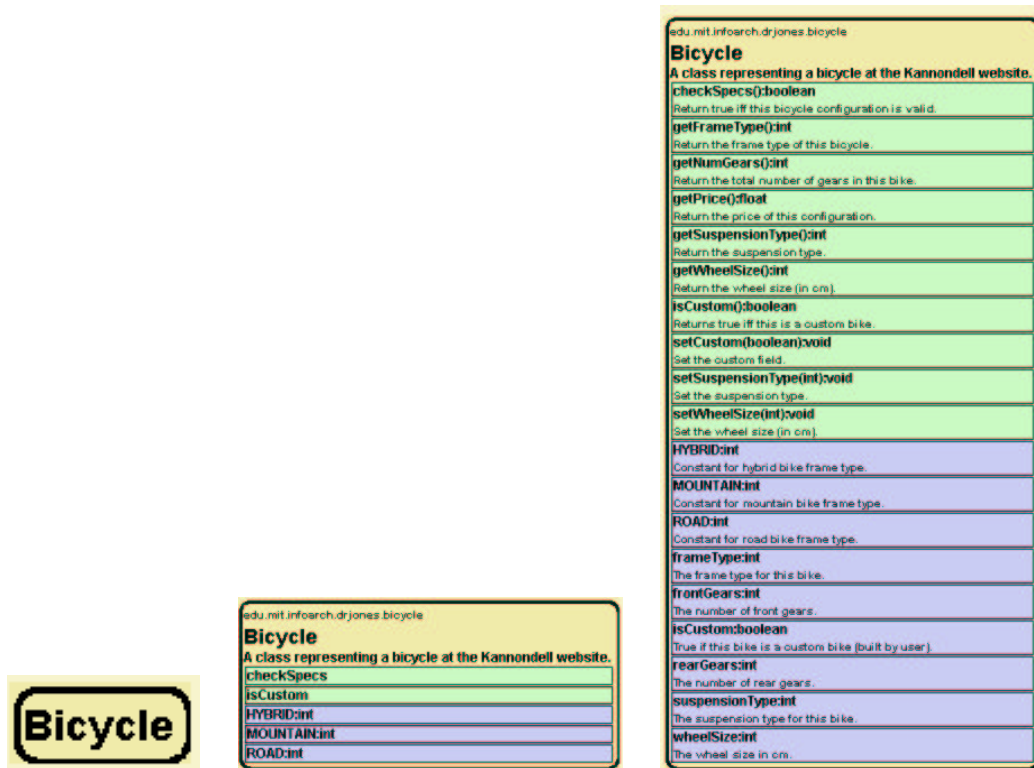 Bicycle
edu.mit.infoarch.drjones.bicycle
Bicycle
A class representing a bicycle at the Kannondell website.
checkSpecs
isCustom
HYBRID:int
MOUNTAIN:int
ROAD:int
edu.mit.infoarch.drjones.bicycle
Bicycle
A class representing a bicycle at the Kannondell website.
checkSpecs():boolean
Return true iff this bicycle configuration is valid.
getFrameType():int
Return the frame type of this bicycle.
getNumGears():int
Return the total number of gears in this bike.
getPrice():float
Return the price of this configuration.
getSuspensionType():int
Return the suspension type.
getWheelSize():int
Return the wheel size (in cm).
isCustom():boolean
Returns true iff this is a custom bike.
setCustom(boolean):void
Set the custom field.
setSuspensionType(int):void
Set the suspension type.
setWheelSize(int):void
Set the wheel size (in cm).
HYBRID:int
Constant for hybrid bike frame type.
MOUNTAIN:int
Constant for mountain bike frame type.
ROAD:int
Constant for road bike frame type.
frameType:int
The frame type for this bike.
frontGears:int
The number of front gears.
isCustom:boolean
True if this bike is a custom bike (built by user).
rearGears:int
The number of rear gears.
suspensionType:int
The suspension type for this bike.
wheelSize:int
The wheel size in cm.